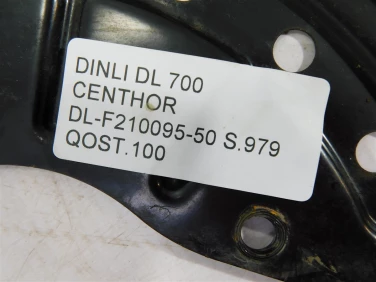 DINLI DL 700
CENTHOR
DL-F210095-50 S.979
QOST.100